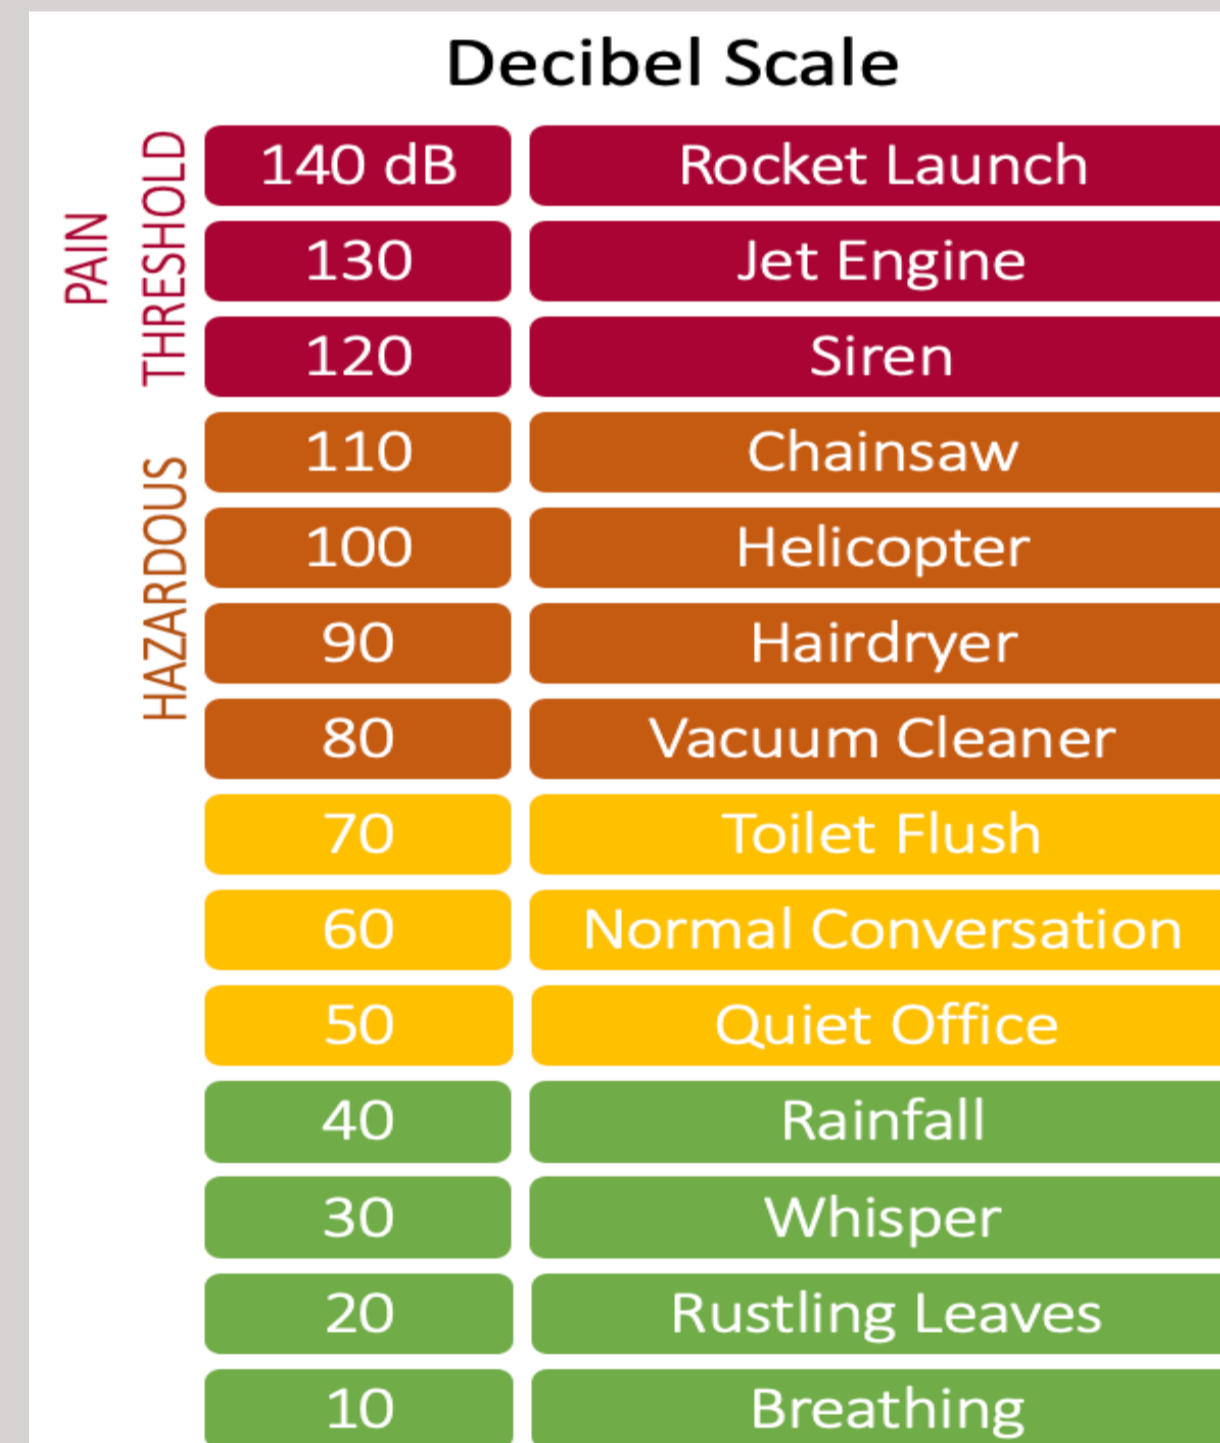 Decibel Scale
PAIN
THRESHOLD
140 dB Rocket Launch
130 Jet Engine
120 Siren
HAZARDOUS
110 Chainsaw
100 Helicopter
90 Hairdryer
80 Vacuum Cleaner
70 Toilet Flush
60 Normal Conversation
50 Quiet Office
40 Rainfall
30 Whisper
20 Rustling Leaves
10 Breathing